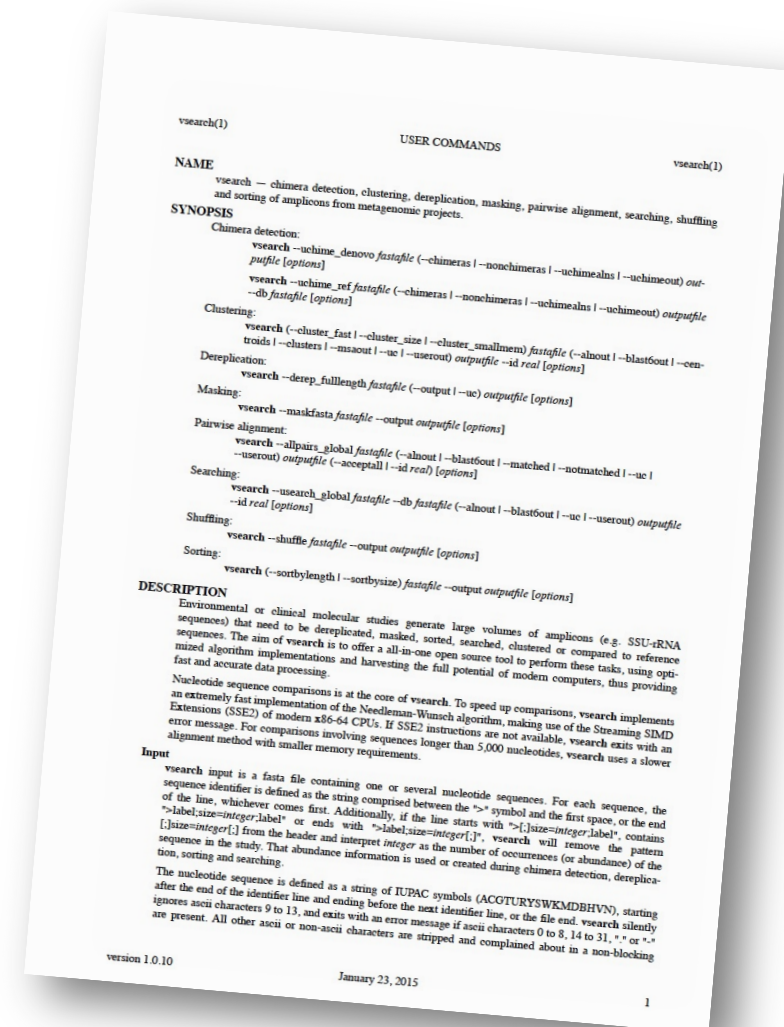 vsearch(1) USER COMMANDS vsearch(1)
NAME
vsearch — chimera detection, clustering, dereplication, masking, pairwise alignment, searching, shuffling
and sorting of amplicons from metagenomic projects.
SYNOPSIS
Chimera detection:
vsearch --uchime_denovo fastafile (--chimeras | --nonchimeras | --uchimealns | --uchimeout) out-
putfile [options]
vsearch --uchime_ref fastafile (--chimeras | --nonchimeras | --uchimealns | --uchimeout) outputfile
--db fastafile [options]
Clustering:
vsearch (--cluster_fast | --cluster_size | --cluster_smallmem) fastafile (--alnout | --blast6out | --cen-
troids | --clusters | --msaout | --uc | --userout) outputfile --id real [options]
Dereplication:
vsearch --derep_fulllength fastafile (--output | --uc) outputfile [options]
Masking:
vsearch --maskfasta fastafile --output outputfile [options]
Pairwise alignment:
vsearch --allpairs_global fastafile (--alnout | --blast6out | --matched | --notmatched | --uc |
--userout) outputfile (--acceptall | --id real) [options]
Searching:
vsearch --usearch_global fastafile --db fastafile (--alnout | --blast6out | --uc | --userout) outputfile
--id real [options]
Shuffling:
vsearch --shuffle fastafile --output outputfile [options]
Sorting:
vsearch (--sortbylength | --sortbysize) fastafile --output outputfile [options]
DESCRIPTION
Environmental or clinical molecular studies generate large volumes of amplicons (e.g. SSU-rRNA
sequences) that need to be dereplicated, masked, sorted, searched, clustered or compared to reference
sequences. The aim of vsearch is to offer a all-in-one open source tool to perform these tasks, using opti-
mized algorithm implementations and harvesting the full potential of modern computers, thus providing
fast and accurate data processing.
Nucleotide sequence comparisons is at the core of vsearch. To speed up comparisons, vsearch implements
an extremely fast implementation of the Needleman-Wunsch algorithm, making use of the Streaming SIMD
Extensions (SSE2) of modern x86-64 CPUs. If SSE2 instructions are not available, vsearch exits with an
error message. For comparisons involving sequences longer than 5,000 nucleotides, vsearch uses a slower
alignment method with smaller memory requirements.
Input
vsearch input is a fasta file containing one or several nucleotide sequences. For each sequence, the
sequence identifier is defined as the string comprised between the ">" symbol and the first space, or the end
of the line, whichever comes first. Additionally, if the line starts with ">[;]size=integer;label", contains
">label;size=integer;label" or ends with ">label;size=integer[;]", vsearch will remove the pattern
[;]size=integer[;] from the header and interpret integer as the number of occurrences (or abundance) of the
sequence in the study. That abundance information is used or created during chimera detection, dereplica-
tion, sorting and searching.
The nucleotide sequence is defined as a string of IUPAC symbols (ACGTURYSWKMDBHVN), starting
after the end of the identifier line and ending before the next identifier line, or the file end. vsearch silently
ignores ascii characters 9 to 13, and exits with an error message if ascii characters 0 to 8, 14 to 31, "." or "-"
are present. All other ascii or non-ascii characters are stripped and complained about in a non-blocking
version 1.0.10 January 23, 2015 1